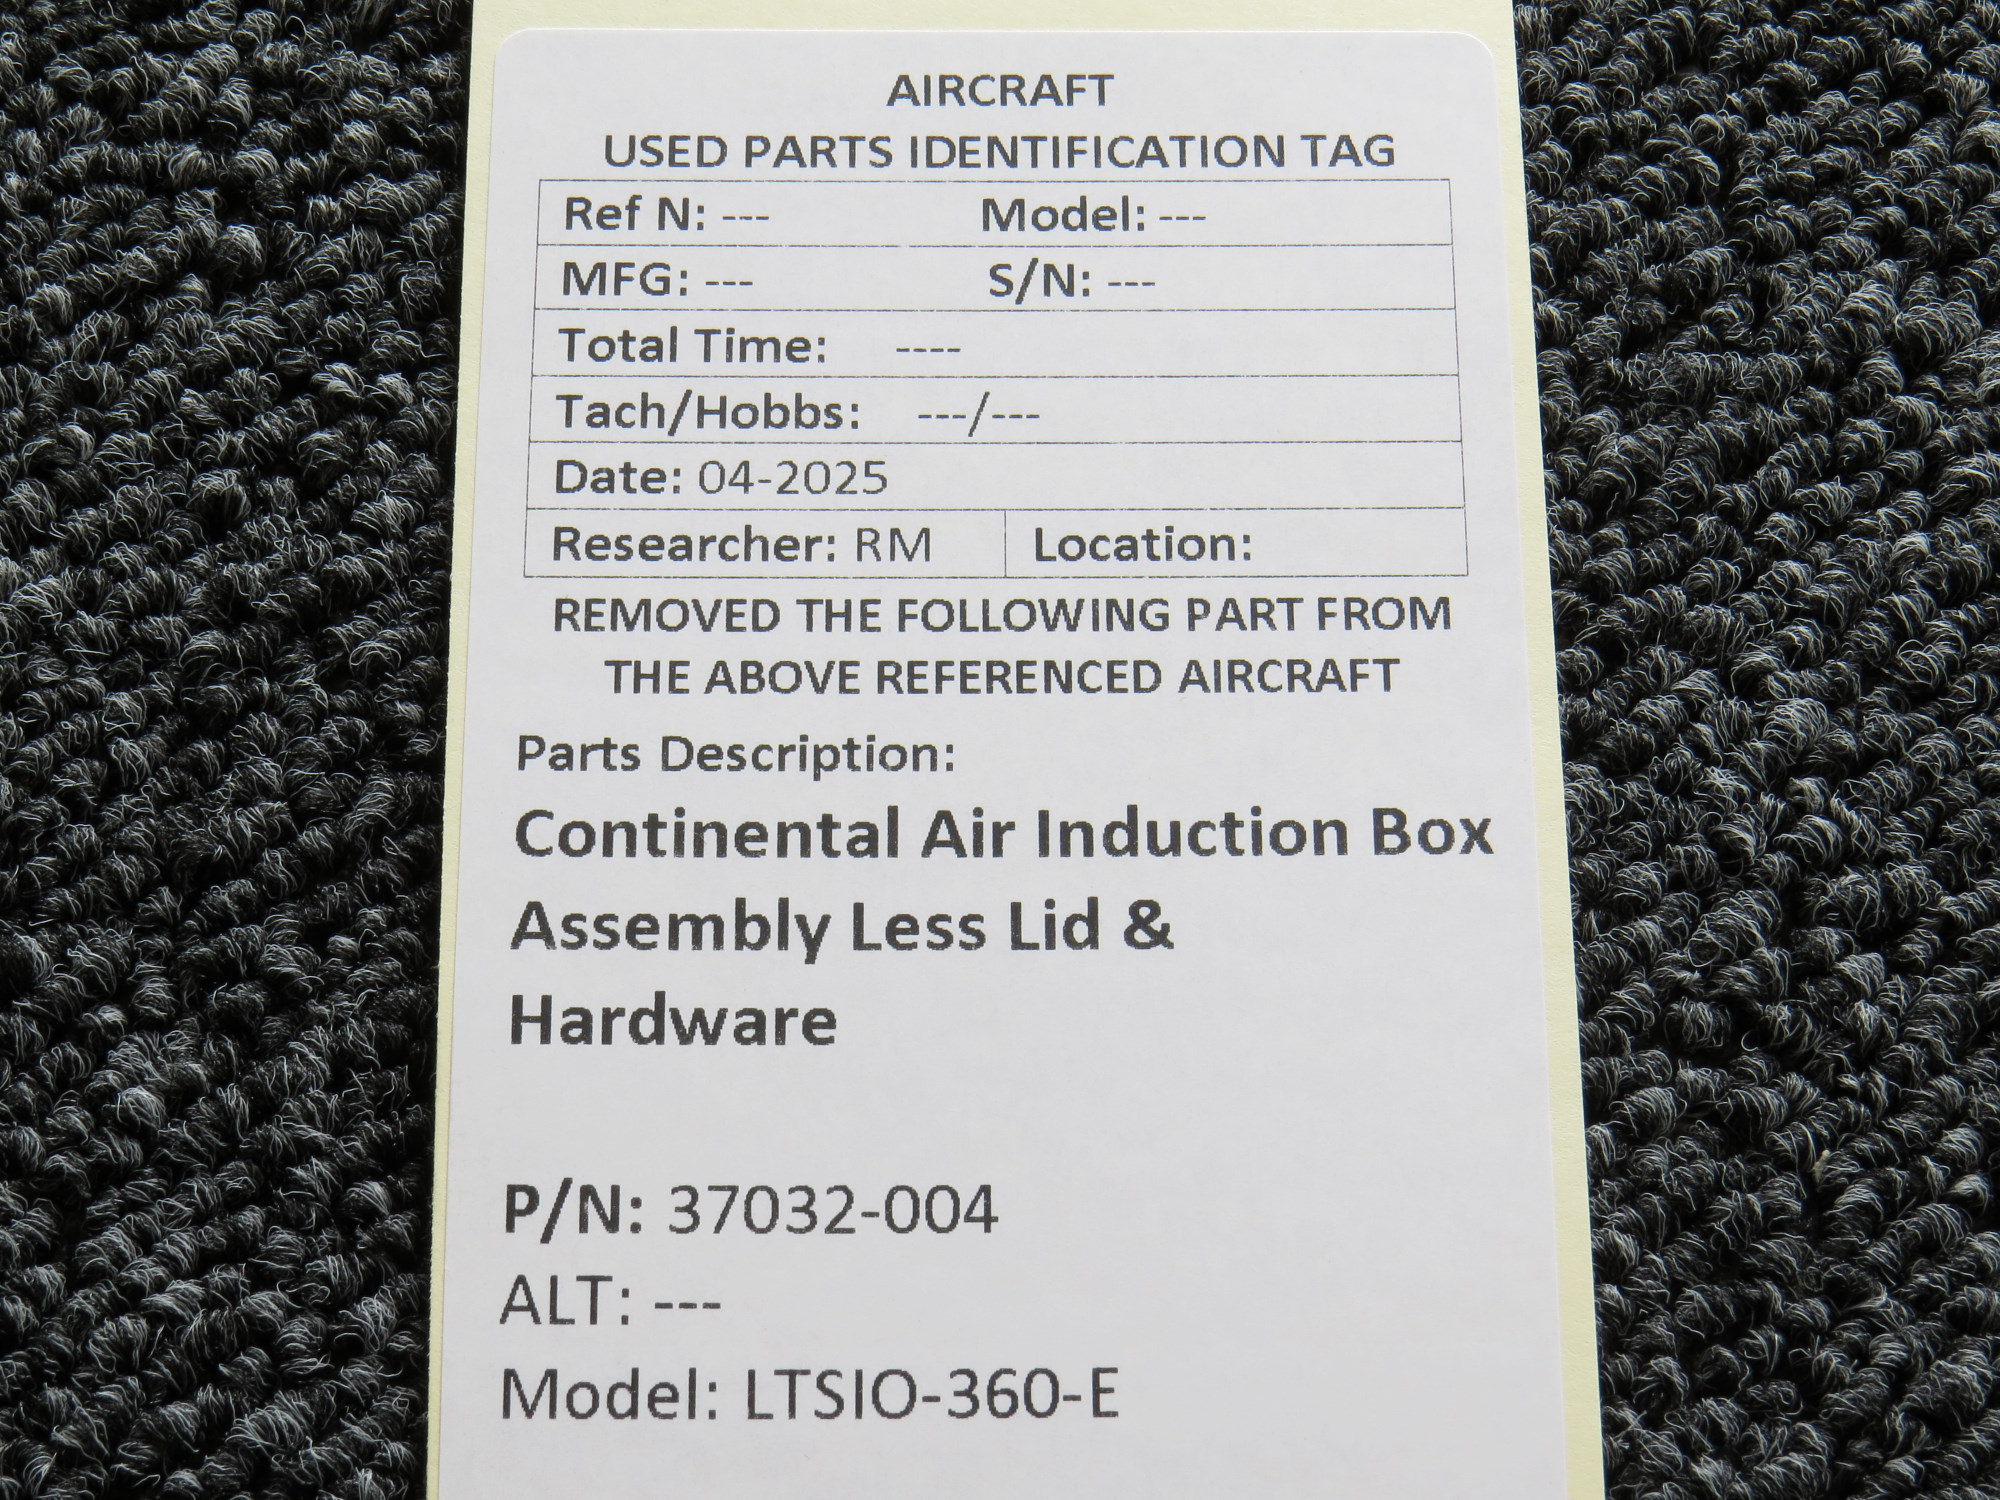 AIRCRAFT
USED PARTS IDENTIFICATION TAG
Ref N: --- Model: ---
MFG: --- S/N: ---
Total Time: ----
Tach/Hobbs: ---/---
Date: 04-2025
Researcher: RM Location:
REMOVED THE FOLLOWING PART FROM
THE ABOVE REFERENCED AIRCRAFT
Parts Description:
Continental Air Induction Box
Assembly Less Lid &
Hardware
P/N: 37032-004
ALT: ---
Model: LTSIO-360-E